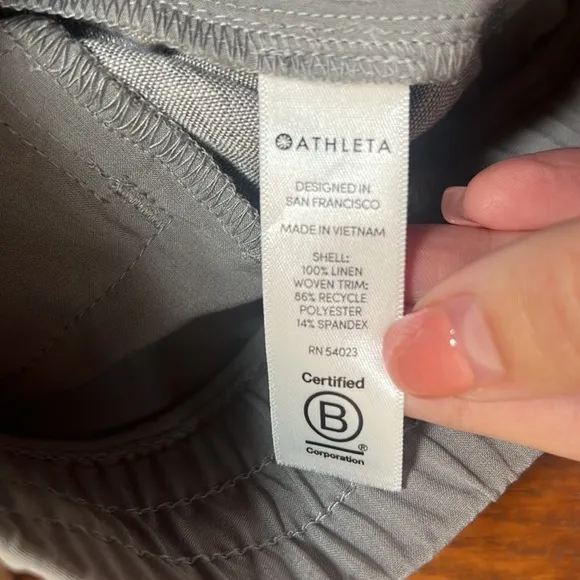 ATHLETA
DESIGNED IN
SAN FRANCISCO
MADE IN VIETNAM
SHELL:
100% LINEN
WOVEN TRIM:
86% RECYCLE
POLYESTER
14% SPANDEX
RN 54023
Certified
B
®
Corporation